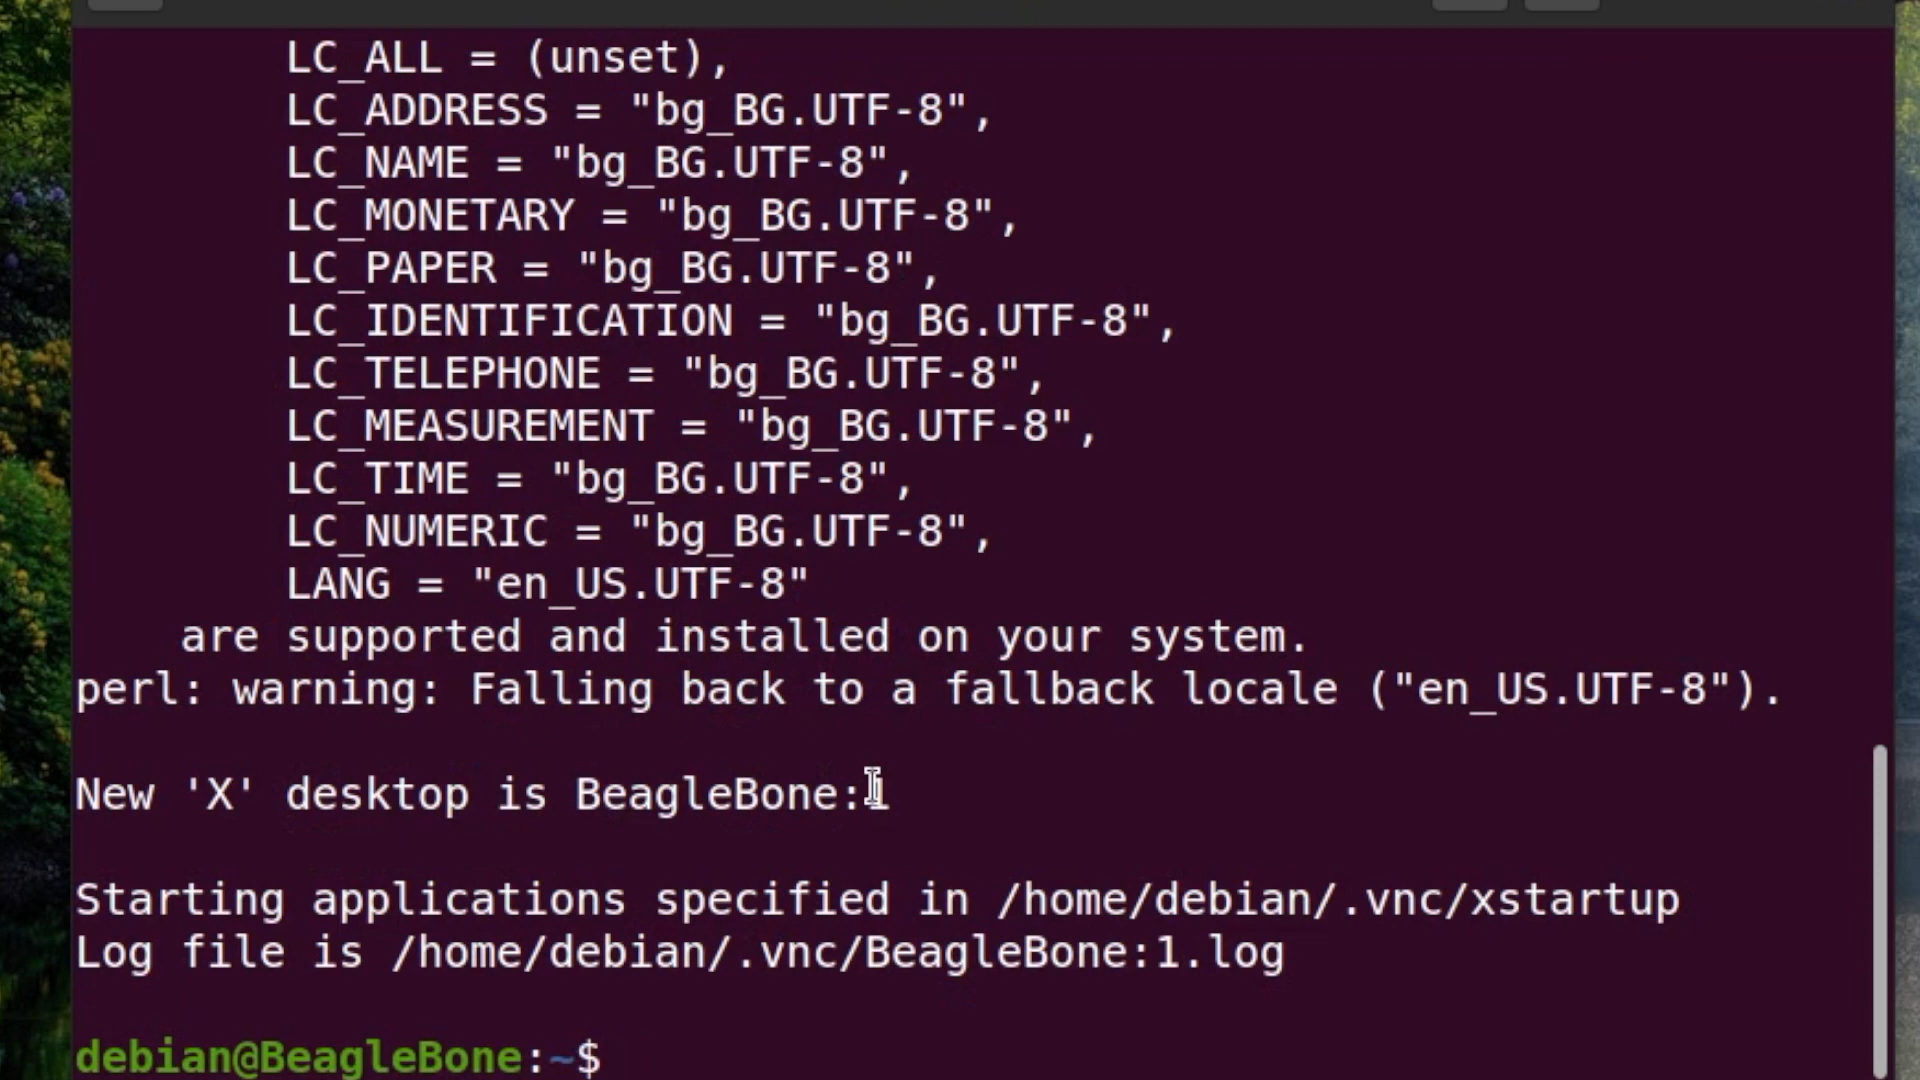 LC_ALL = (unset),
LC_ADDRESS = "bg_BG.UTF-8",
LC_NAME = "bg_BG.UTF-8",
LC_MONETARY = "bg_BG.UTF-8",
LC_PAPER = "bg_BG.UTF-8",
LC_IDENTIFICATION = "bg_BG.UTF-8",
LC_TELEPHONE = "bg_BG.UTF-8",
LC_MEASUREMENT = "bg_BG.UTF-8",
LC_TIME = "bg_BG.UTF-8",
LC_NUMERIC = "bg_BG.UTF-8",
LANG = "en_US.UTF-8"
are supported and installed on your system.
perl: warning: Falling back to a fallback locale ("en_US.UTF-8").
New 'X' desktop is BeagleBone:1
Starting applications specified in /home/debian/.vnc/xstartup
Log file is /home/debian/.vnc/BeagleBone:1.log
debian@BeagleBone:~$